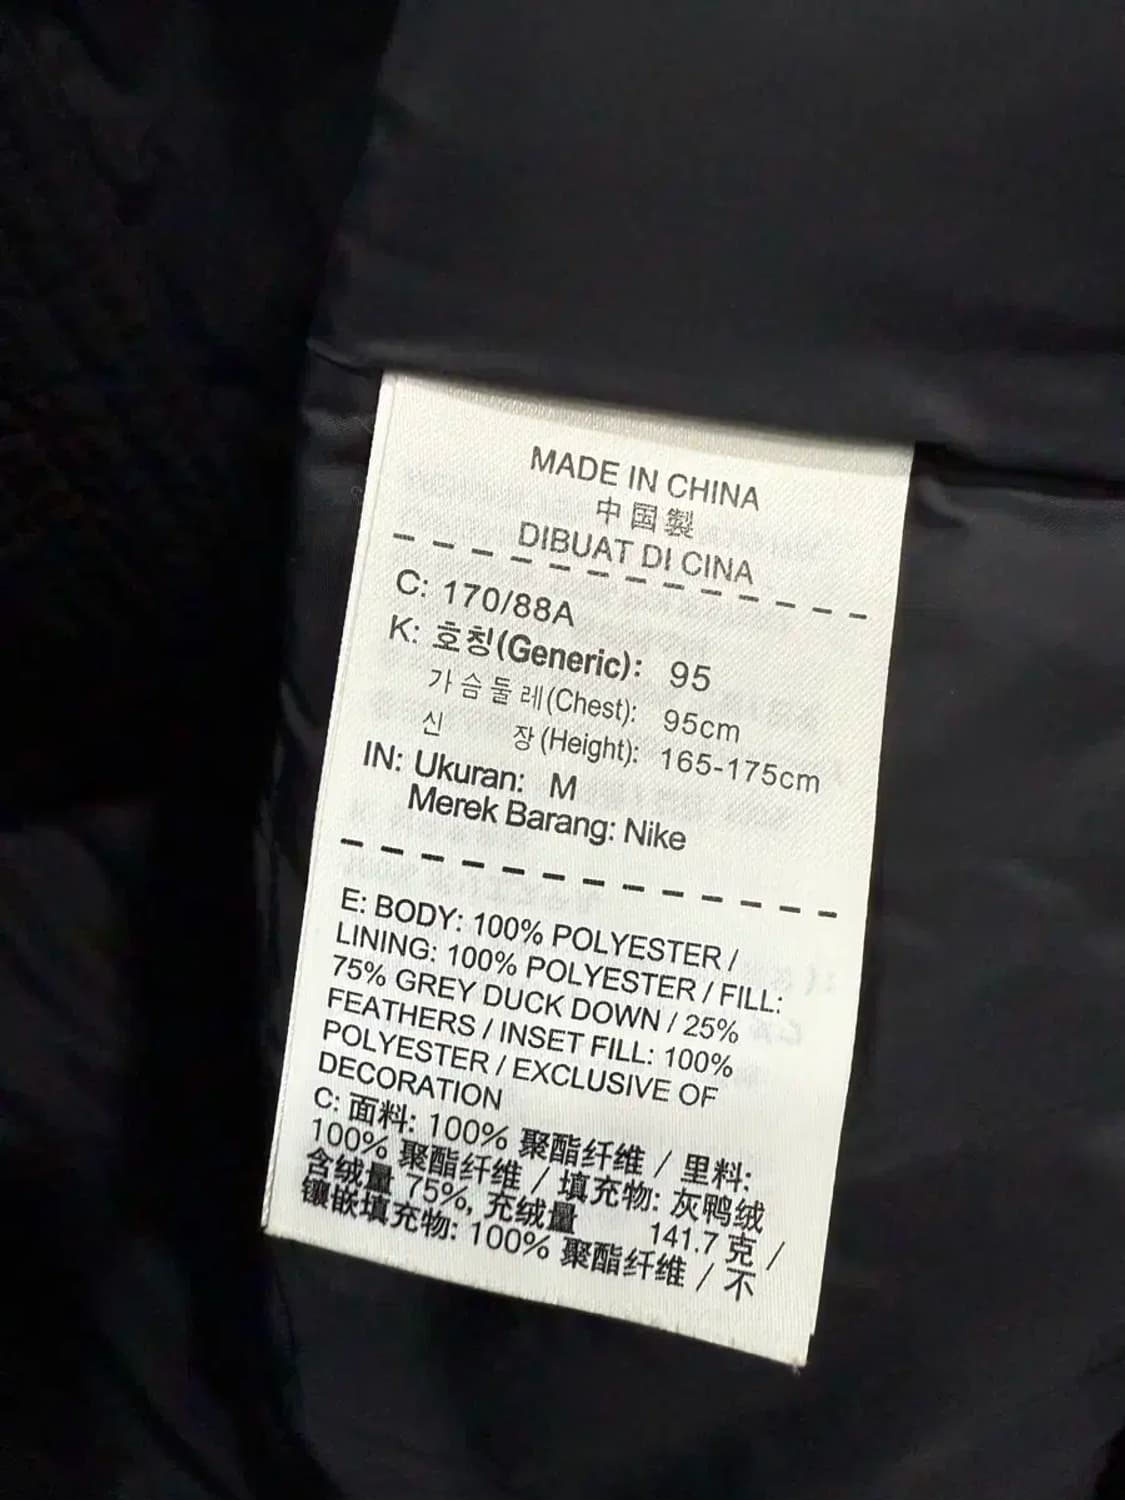 MADE IN CHINA
中国製
DIBUAT DI CINA
C: 170/88A
K: 호칭(Generic): 95
가슴둘레(Chest): 95cm
신 장(Height): 165-175cm
IN: Ukuran: M
Merek Barang: Nike
E: BODY: 100% POLYESTER /
LINING: 100% POLYESTER / FILL:
75% GREY DUCK DOWN / 25%
FEATHERS / INSET FILL: 100%
POLYESTER / EXCLUSIVE OF
DECORATION
C: 面料: 100% 聚酯纤维 / 里料:
100% 聚酯纤维 / 填充物: 灰鸭绒
含绒量 75%, 充绒量 141.7 克 /
镶嵌填充物: 100% 聚酯纤维 / 不